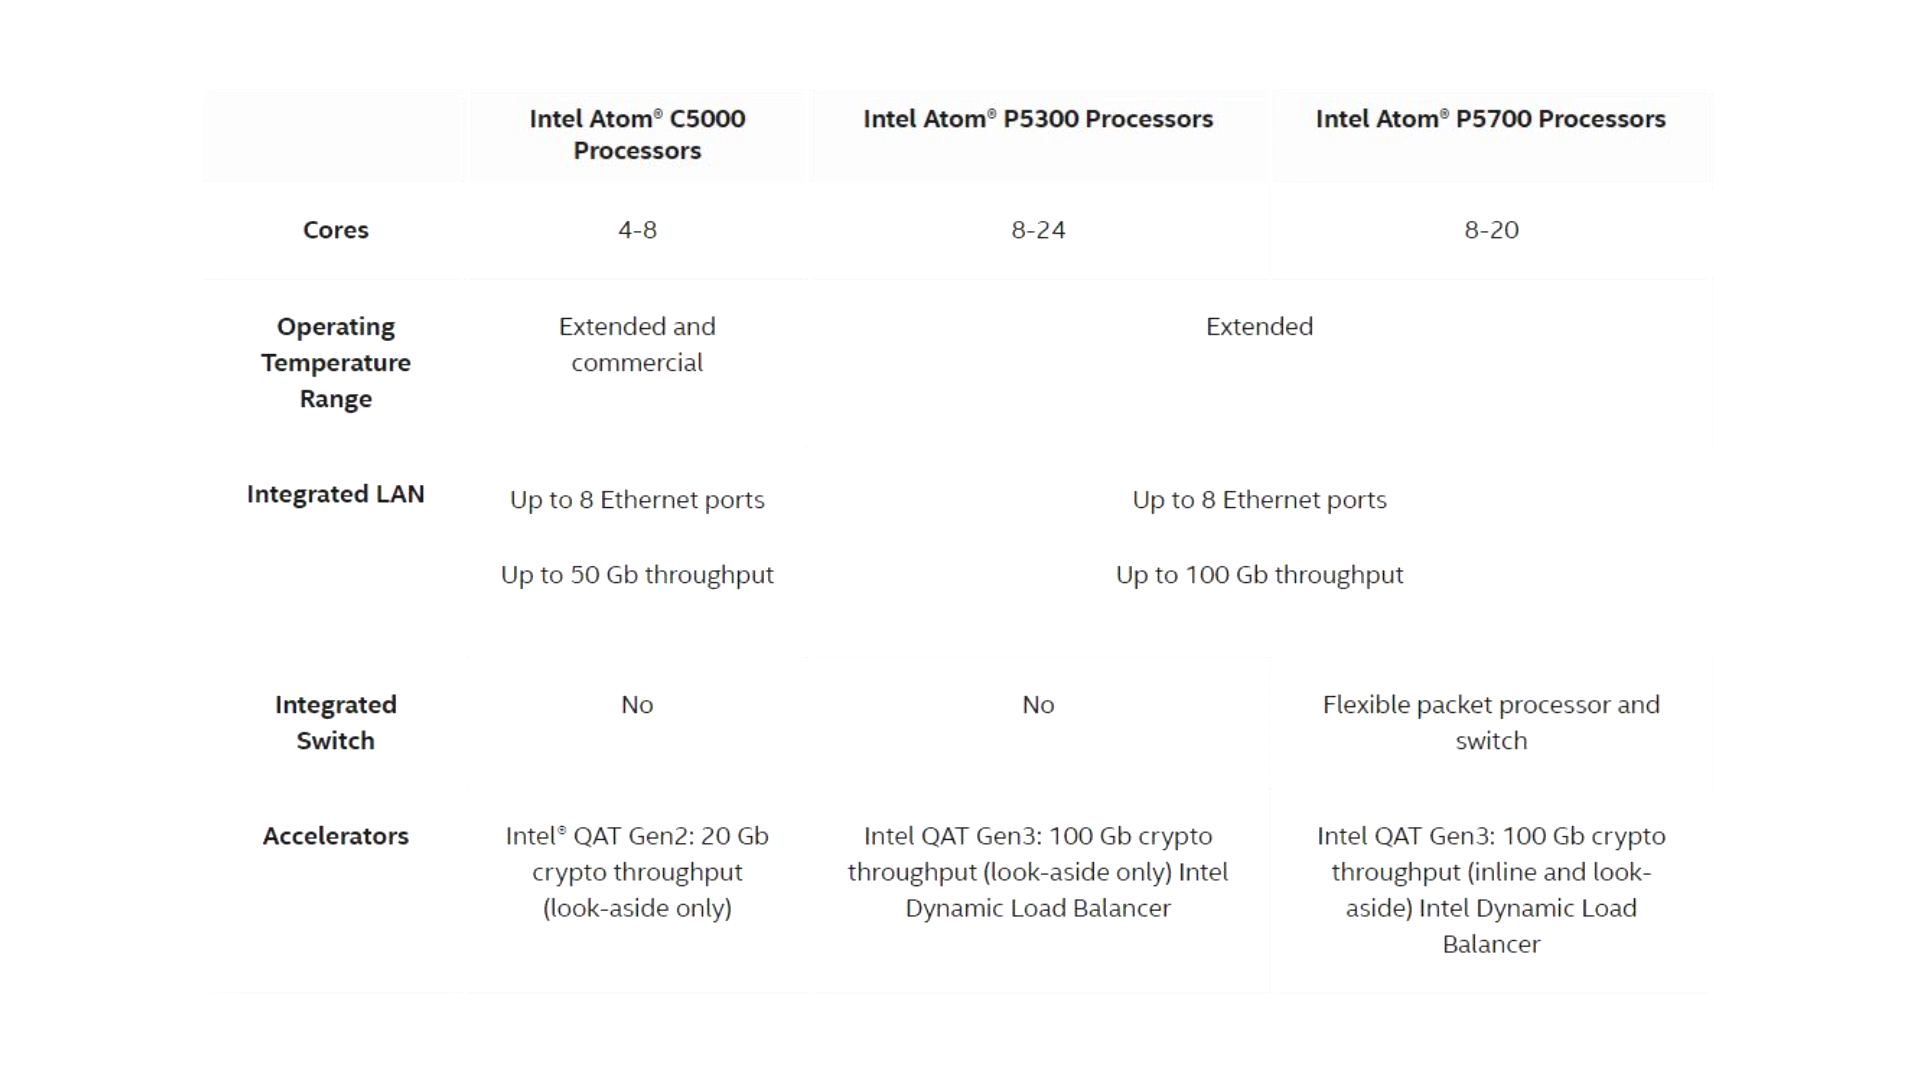 Intel Atom® C5000
Processors
Intel Atom® P5300 Processors
Intel Atom® P5700 Processors
Cores
4-8
8-24
8-20
Operating
Temperature
Range
Extended and
commercial
Extended
Integrated LAN
Up to 8 Ethernet ports
Up to 50 Gb throughput
Up to 8 Ethernet ports
Up to 100 Gb throughput
Integrated
Switch
No
No
Flexible packet processor and
switch
Accelerators
Intel® QAT Gen2: 20 Gb
crypto throughput
(look-aside only)
Intel QAT Gen3: 100 Gb crypto
throughput (look-aside only) Intel
Dynamic Load Balancer
Intel QAT Gen3: 100 Gb crypto
throughput (inline and look-
aside) Intel Dynamic Load
Balancer